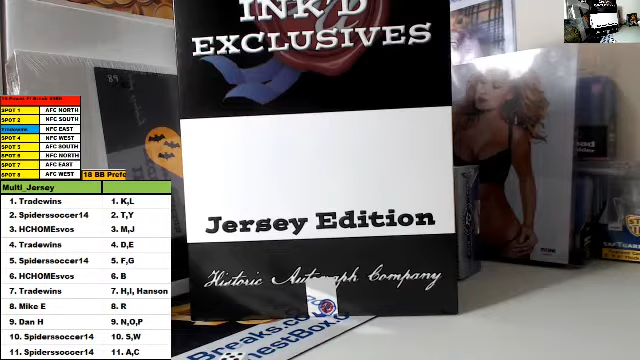 INK'D
EXCLUSIVES
Jersey Edition
Historic Autograph Company
SPOT 1 AFC NORTH
SPOT 2 NFC SOUTH
Tradewins NFC EAST
SPOT 4 NFC WEST
SPOT 5 AFC SOUTH
SPOT 6 NFC NORTH
SPOT 7 AFC EAST
SPOT 8 AFC WEST
Multi_Jersey
1. Tradewins 1. K,L
2. Spiderssoccer14 2. T,Y
3. HCHOMEsvos 3. M,J
4. Tradewins 4. D,E
5. Spiderssoccer14 5. F,G
6. HCHOMEsvos 6. B
7. Tradewins 7. H,I, Hanson
8. Mike E 8. R
9. Dan H 9. N,O,P
10. Spiderssoccer14 10. S,W
11. Spiderssoccer14 11. A,C
Breaks.com